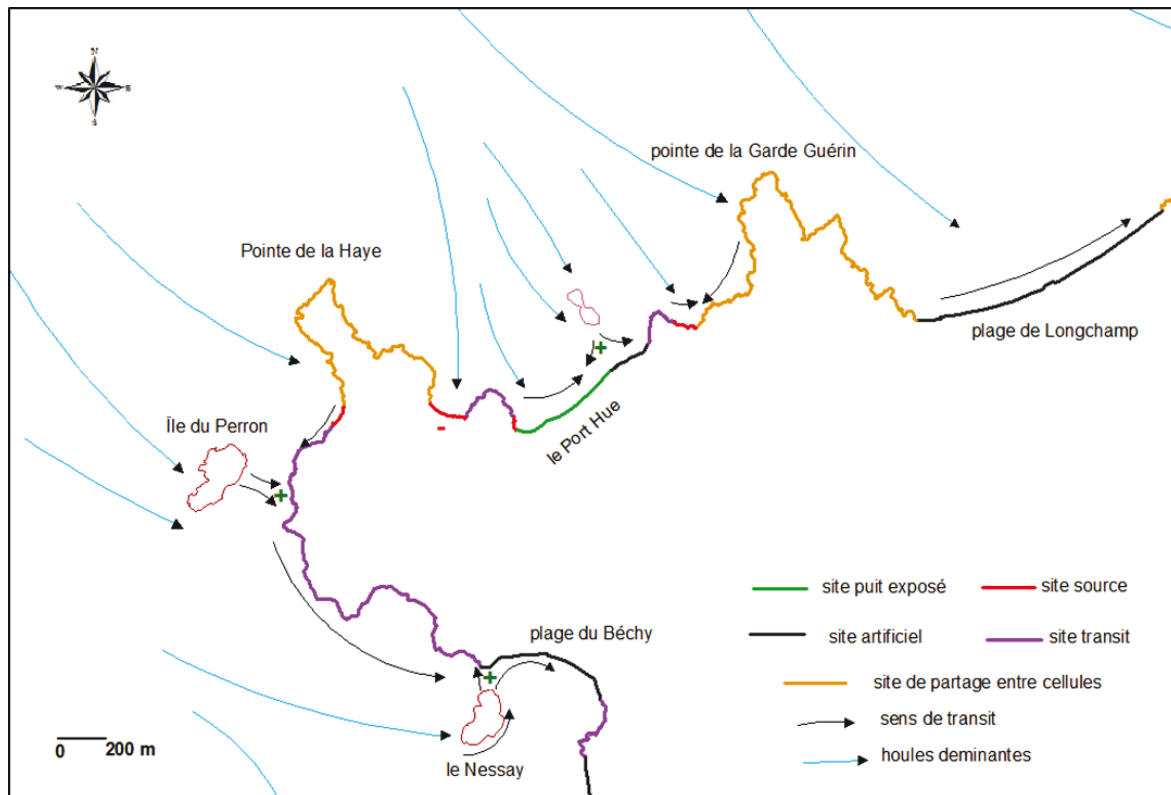 N
W
E
S
pointe de la Garde Guérin
Pointe de la Haye
plage de Longchamp
le Port Hue
Île du Perron
-
+
+
+
plage du Béchy
le Nessay
0 200 m
site puit exposé
site source
site artificiel
site transit
site de partage entre cellules
sens de transit
houles deminantes